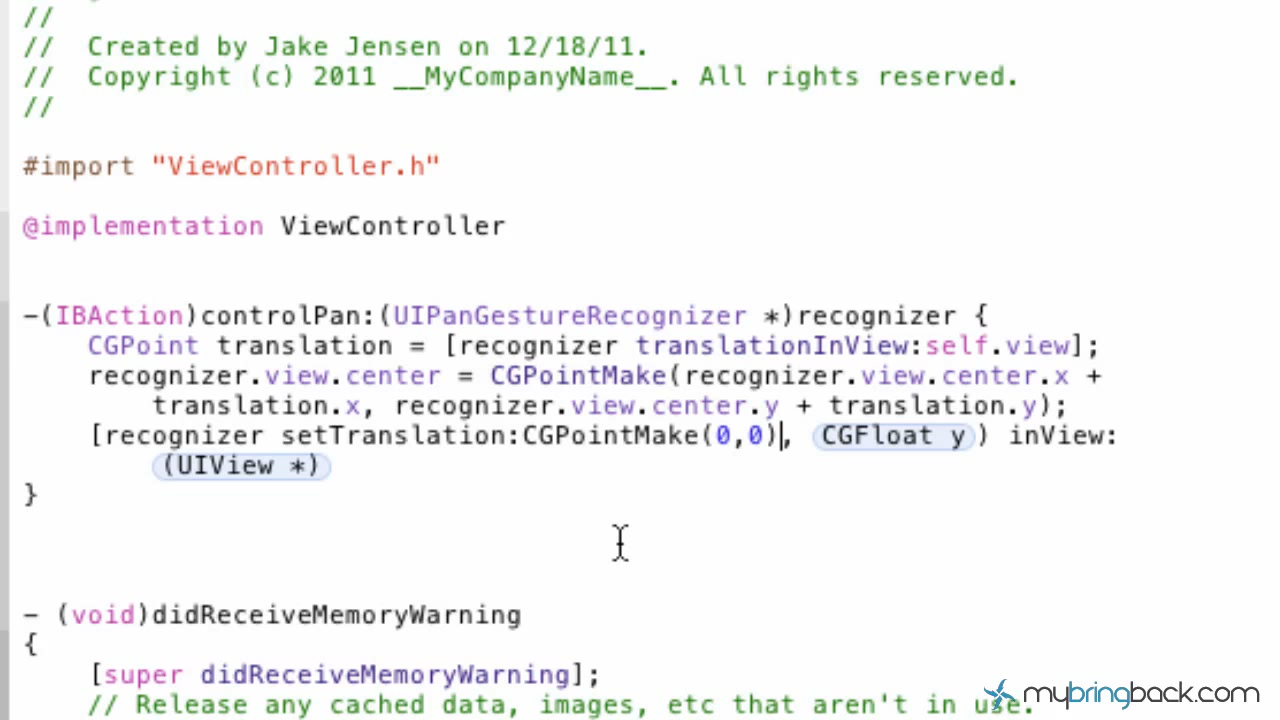 //
//  Created by Jake Jensen on 12/18/11.
//  Copyright (c) 2011 __MyCompanyName__. All rights reserved.
//
#import "ViewController.h"
@implementation ViewController
-(IBAction)controlPan:(UIPanGestureRecognizer *)recognizer {
    CGPoint translation = [recognizer translationInView:self.view];
    recognizer.view.center = CGPointMake(recognizer.view.center.x +
        translation.x, recognizer.view.center.y + translation.y);
    [recognizer setTranslation:CGPointMake(0,0), CGFloat y) inView:
        (UIView *)
}
- (void)didReceiveMemoryWarning
{
    [super didReceiveMemoryWarning];
    // Release any cached data, images, etc that aren't in use.
mybringback.com